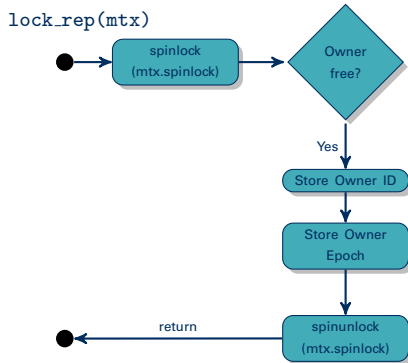 lock_rep(mtx)
spinlock
(mtx.spinlock)
Owner
free?
Yes
Store Owner ID
Store Owner
Epoch
spinunlock
(mtx.spinlock)
return